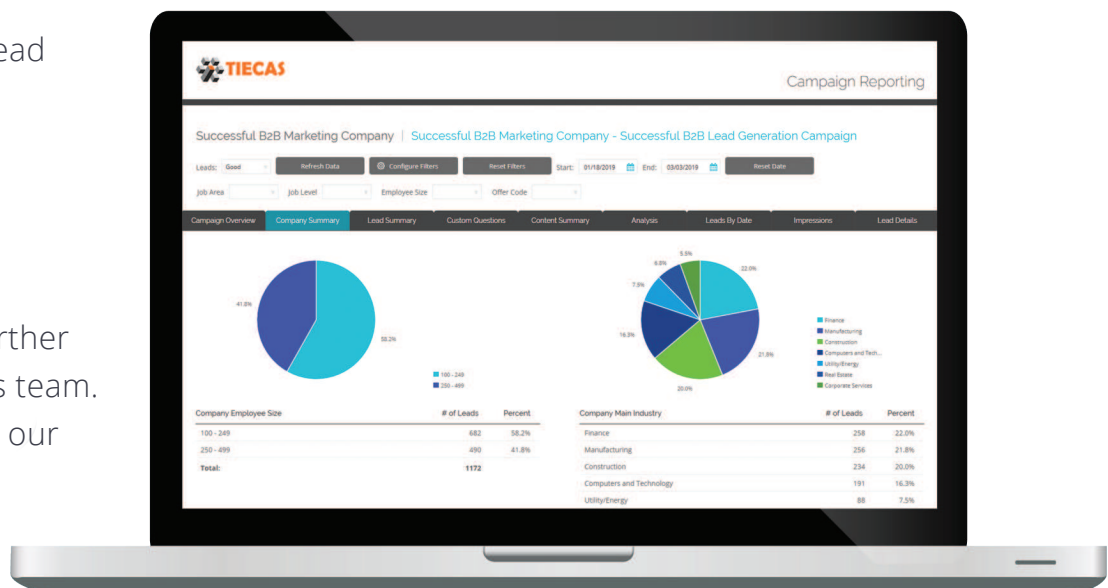 ead
rther
s team.
our
TIECAS
Campaign Reporting
Successful B2B Marketing Company | Successful B2B Marketing Company - Successful B2B Lead Generation Campaign
Leads: Good Refresh Data Configure Filters Reset Filters Start: 01/18/2019 End: 03/03/2019 Reset Date
Job Area Job Level Employee Size Offer Code
Campaign Overview Company Summary Lead Summary Custom Questions Content Summary Analysis Leads By Date Impressions Lead Details
41.8%
58.2%
100 - 249
250 - 499
5.5%
22.0%
7.5%
16.3%
21.8%
20.0%
Finance
Manufacturing
Construction
Computers and Tech...
Utility/Energy
Real Estate
Corporate Services
Company Employee Size # of Leads Percent
100 - 249 682 58.2%
250 - 499 490 41.8%
Total: 1172
Company Main Industry # of Leads Percent
Finance 258 22.0%
Manufacturing 256 21.8%
Construction 234 20.0%
Computers and Technology 191 16.3%
Utility/Energy 88 7.5%